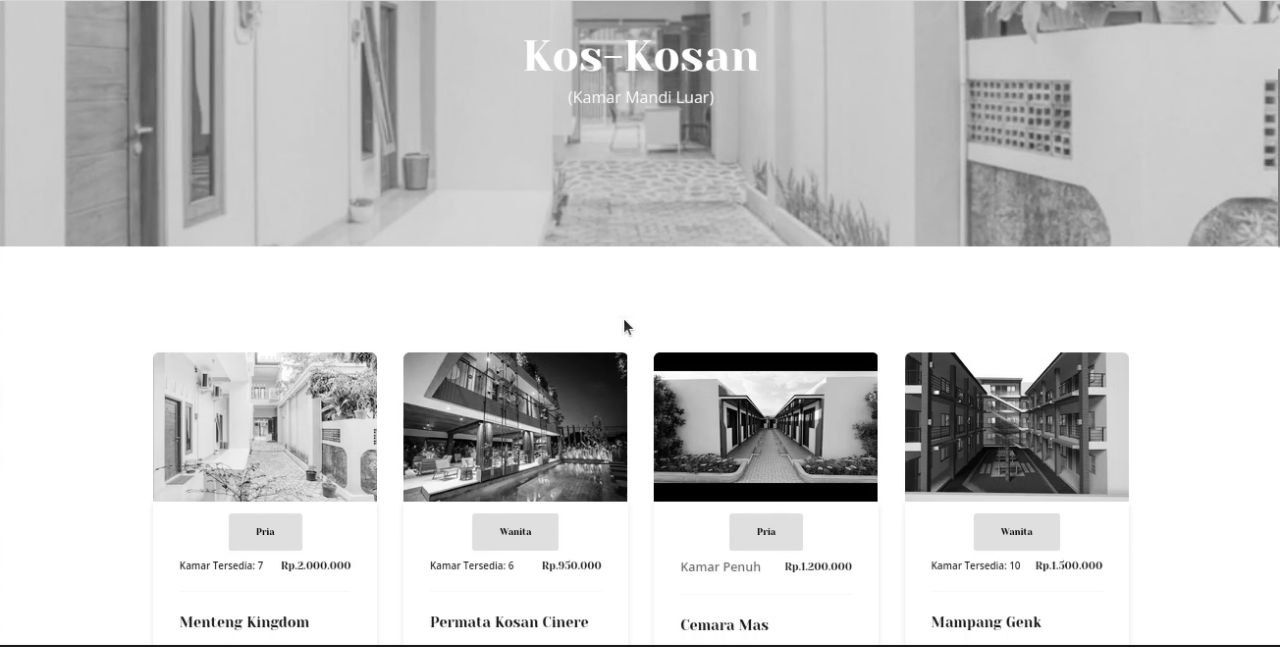 Kos-Kosan
(Kamar Mandi Luar)
Pria
Kamar Tersedia: 7 Rp.2.000.000
Menteng Kingdom
Wanita
Kamar Tersedia: 6 Rp.950.000
Permata Kosan Cinere
Pria
Kamar Penuh Rp.1.200.000
Cemara Mas
Wanita
Kamar Tersedia: 10 Rp.1.500.000
Mampang Genk